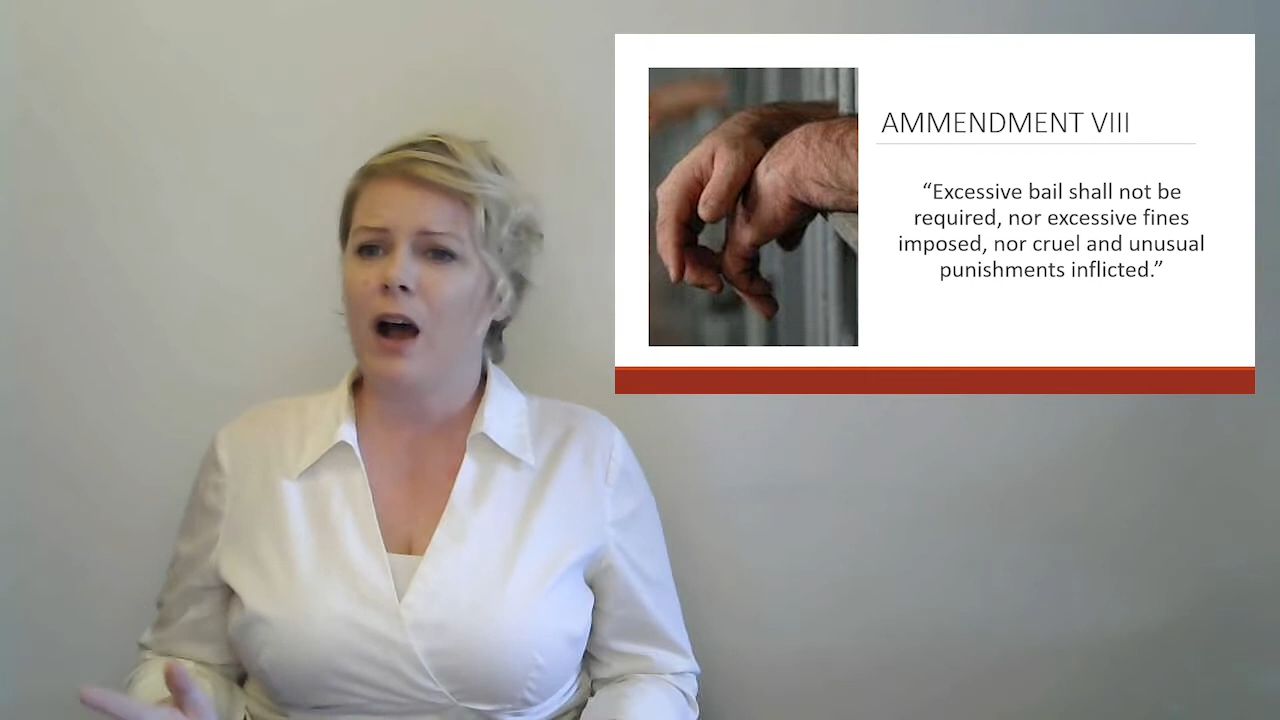 AMMENDMENT VIII
“Excessive bail shall not be
required, nor excessive fines
imposed, nor cruel and unusual
punishments inflicted.”